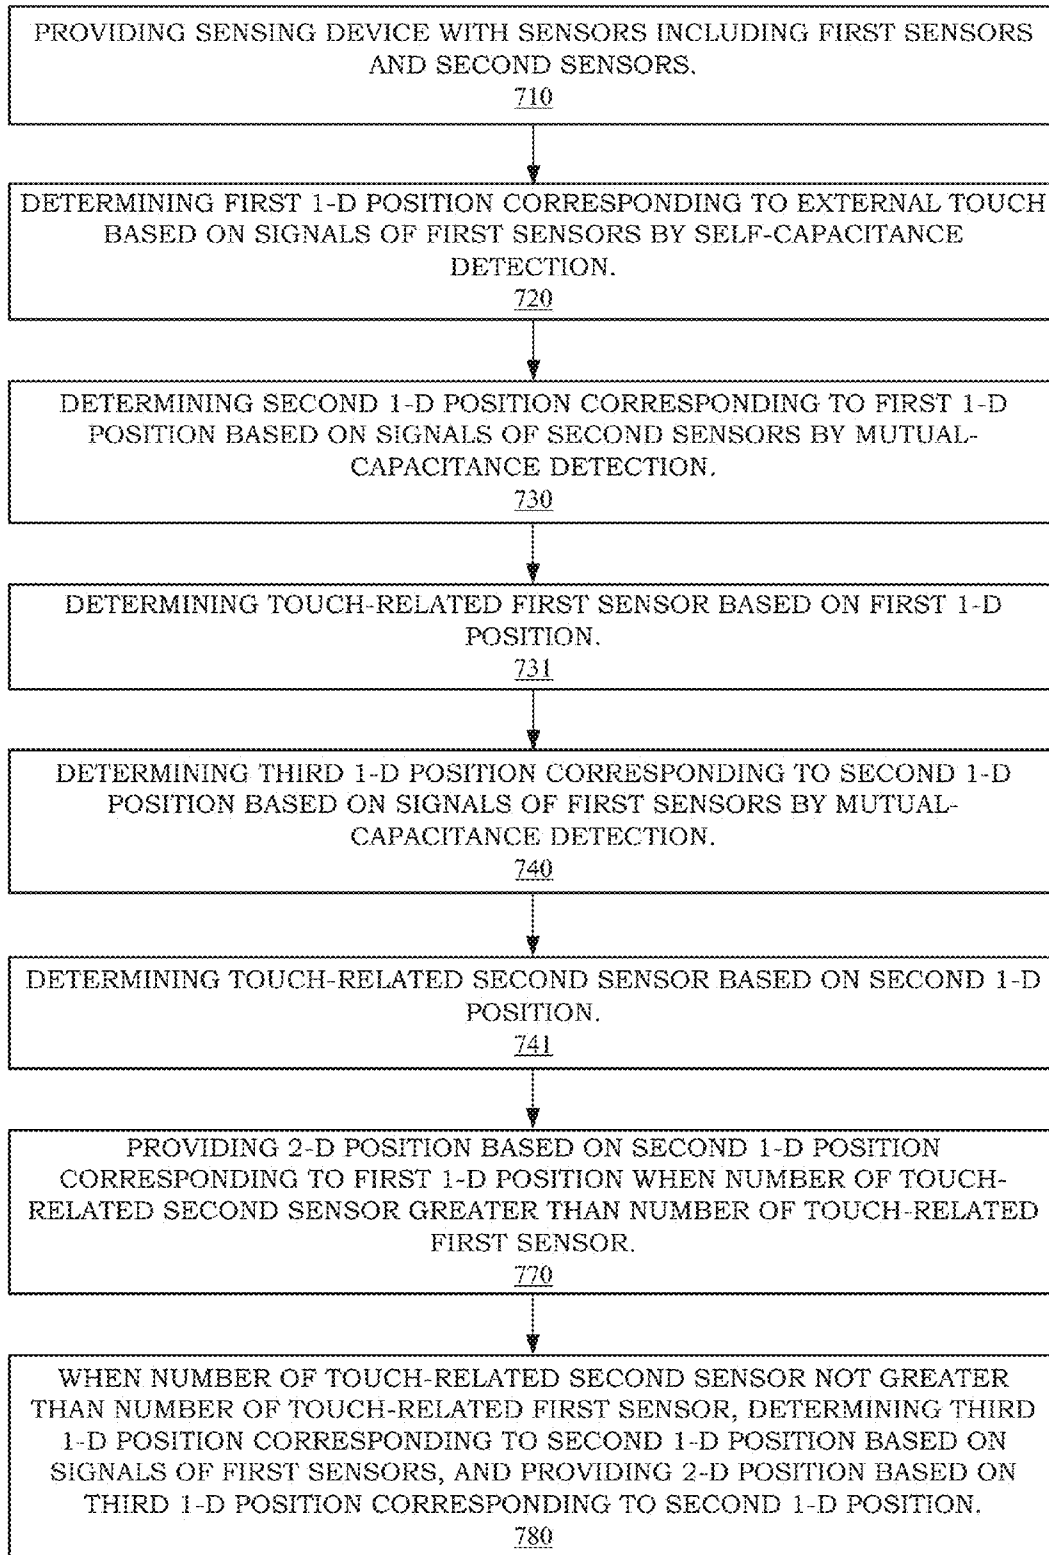 PROVIDING SENSING DEVICE WITH SENSORS INCLUDING FIRST SENSORS
AND SECOND SENSORS.
710
DETERMINING FIRST 1-D POSITION CORRESPONDING TO EXTERNAL TOUCH
BASED ON SIGNALS OF FIRST SENSORS BY SELF-CAPACITANCE
DETECTION.
720
DETERMINING SECOND 1-D POSITION CORRESPONDING TO FIRST 1-D
POSITION BASED ON SIGNALS OF SECOND SENSORS BY MUTUAL-
CAPACITANCE DETECTION.
730
DETERMINING TOUCH-RELATED FIRST SENSOR BASED ON FIRST 1-D
POSITION.
731
DETERMINING THIRD 1-D POSITION CORRESPONDING TO SECOND 1-D
POSITION BASED ON SIGNALS OF FIRST SENSORS BY MUTUAL-
CAPACITANCE DETECTION.
740
DETERMINING TOUCH-RELATED SECOND SENSOR BASED ON SECOND 1-D
POSITION.
741
PROVIDING 2-D POSITION BASED ON SECOND 1-D POSITION
CORRESPONDING TO FIRST 1-D POSITION WHEN NUMBER OF TOUCH-
RELATED SECOND SENSOR GREATER THAN NUMBER OF TOUCH-RELATED
FIRST SENSOR.
770
WHEN NUMBER OF TOUCH-RELATED SECOND SENSOR NOT GREATER
THAN NUMBER OF TOUCH-RELATED FIRST SENSOR, DETERMINING THIRD
1-D POSITION CORRESPONDING TO SECOND 1-D POSITION BASED ON
SIGNALS OF FIRST SENSORS, AND PROVIDING 2-D POSITION BASED ON
THIRD 1-D POSITION CORRESPONDING TO SECOND 1-D POSITION.
780